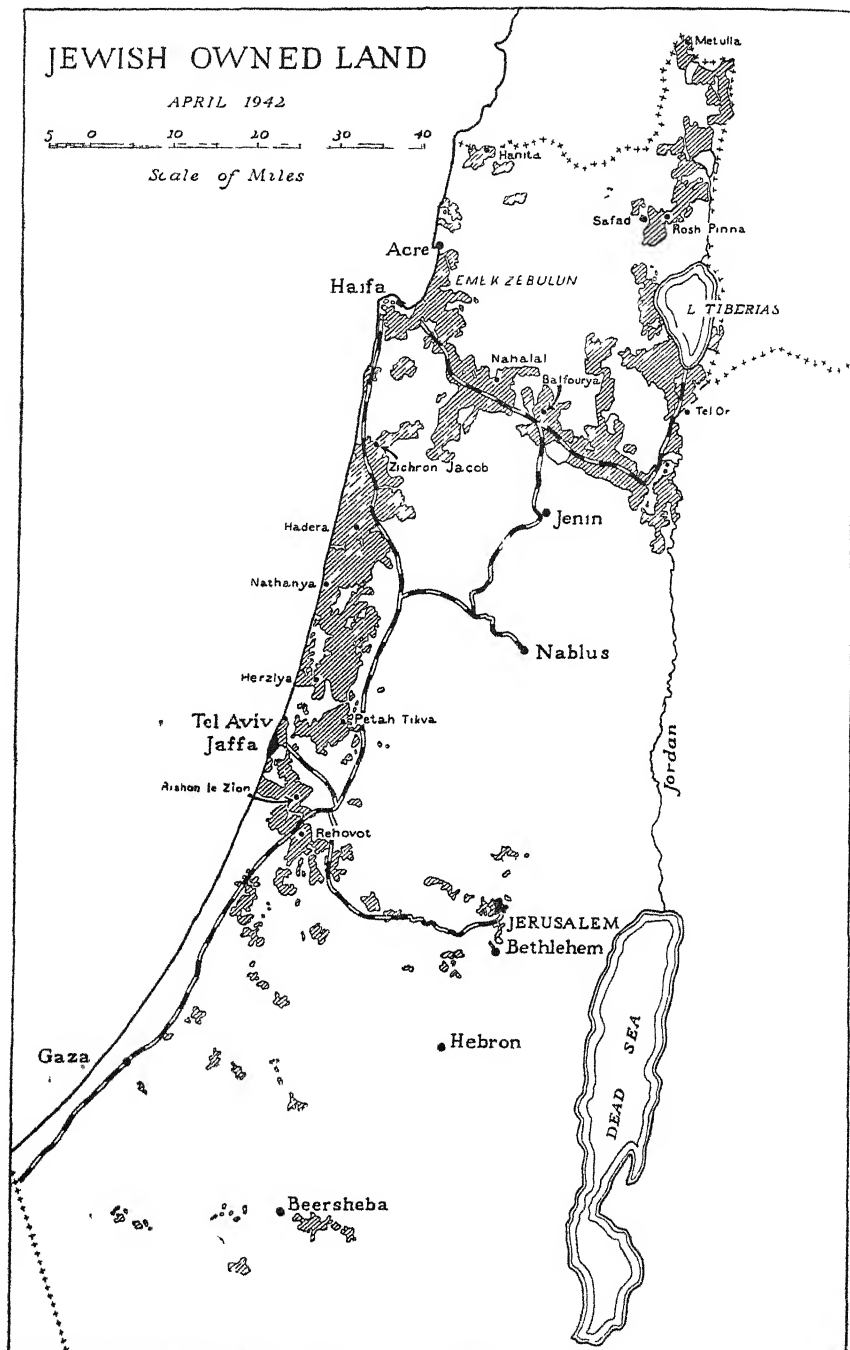 JEWISH OWNED LAND
APRIL 1942
5 0 10 20 30 40
Scale of Miles
Metulla
Hanita
Safad
Rosh Pinna
Acre
EMEK ZEBULUN
Haifa
L TIBERIAS
Nahalal
Balfourya
Tel Or
Zichron Jacob
Hadera
Jenin
Nathanya
Nablus
Herzlya
Tel Aviv
Petah Tikva
Jaffa
Jordan
Rishon le Zion
Rehovot
JERUSALEM
Bethlehem
Hebron
Gaza
DEAD SEA
Beersheba